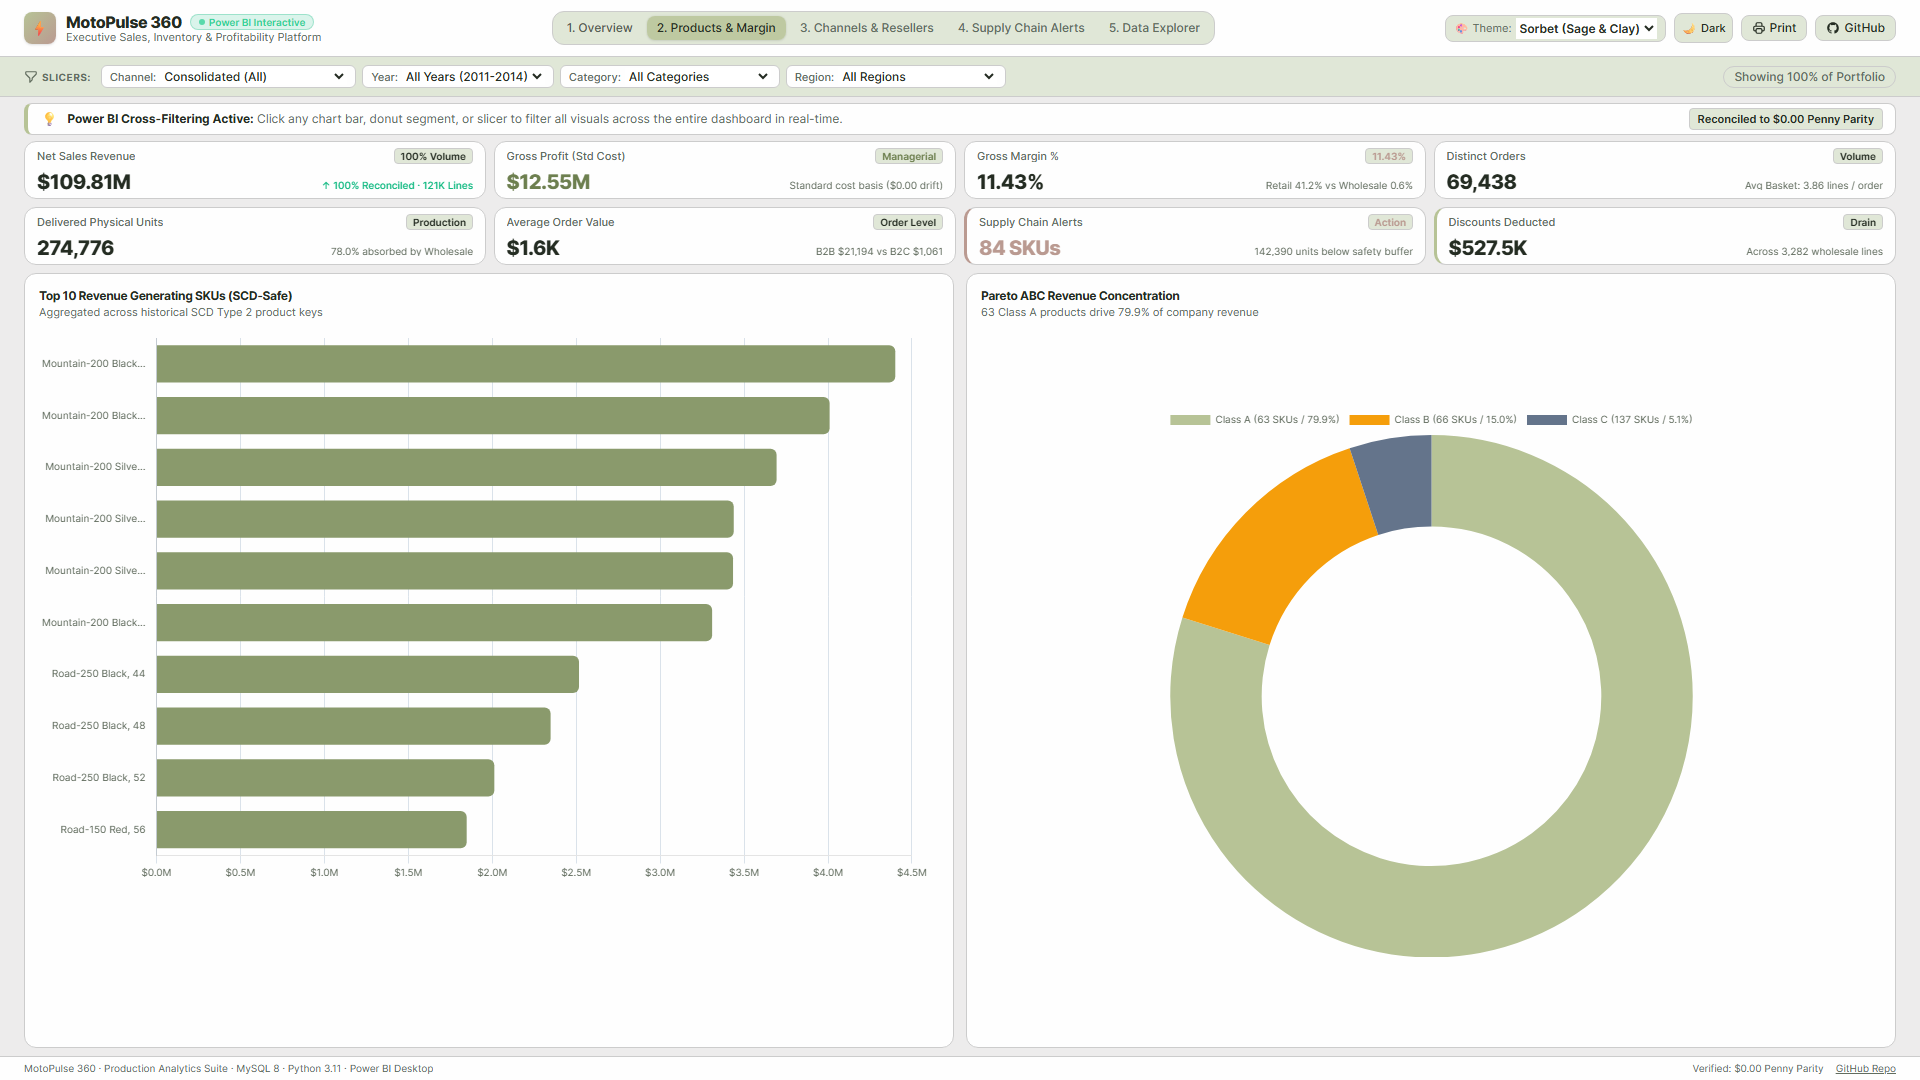 MotoPulse 360
Power BI Interactive
Executive Sales, Inventory & Profitability Platform
1. Overview
2. Products & Margin
3. Channels & Resellers
4. Supply Chain Alerts
5. Data Explorer
Theme: Sorbet (Sage & Clay)
Dark
Print
GitHub
SLICERS:
Channel: Consolidated (All)
Year: All Years (2011-2014)
Category: All Categories
Region: All Regions
Showing 100% of Portfolio
Power BI Cross-Filtering Active: Click any chart bar, donut segment, or slicer to filter all visuals across the entire dashboard in real-time.
Reconciled to $0.00 Penny Parity
Net Sales Revenue
100% Volume
$109.81M
↑ 100% Reconciled · 121K Lines
Gross Profit (Std Cost)
Managerial
$12.55M
Standard cost basis ($0.00 drift)
Gross Margin %
11.43%
11.43%
Retail 41.2% vs Wholesale 0.6%
Distinct Orders
Volume
69,438
Avg Basket: 3.86 lines / order
Delivered Physical Units
Production
274,776
78.0% absorbed by Wholesale
Average Order Value
Order Level
$1.6K
B2B $21,194 vs B2C $1,061
Supply Chain Alerts
Action
84 SKUs
142,390 units below safety buffer
Discounts Deducted
Drain
$527.5K
Across 3,282 wholesale lines
Top 10 Revenue Generating SKUs (SCD-Safe)
Aggregated across historical SCD Type 2 product keys
Mountain-200 Black...
Mountain-200 Black...
Mountain-200 Silve...
Mountain-200 Silve...
Mountain-200 Silve...
Mountain-200 Black...
Road-250 Black, 44
Road-250 Black, 48
Road-250 Black, 52
Road-150 Red, 56
$0.0M $0.5M $1.0M $1.5M $2.0M $2.5M $3.0M $3.5M $4.0M $4.5M
Pareto ABC Revenue Concentration
63 Class A products drive 79.9% of company revenue
Class A (63 SKUs / 79.9%)
Class B (66 SKUs / 15.0%)
Class C (137 SKUs / 5.1%)
MotoPulse 360 · Production Analytics Suite · MySQL 8 · Python 3.11 · Power BI Desktop
Verified: $0.00 Penny Parity
GitHub Repo